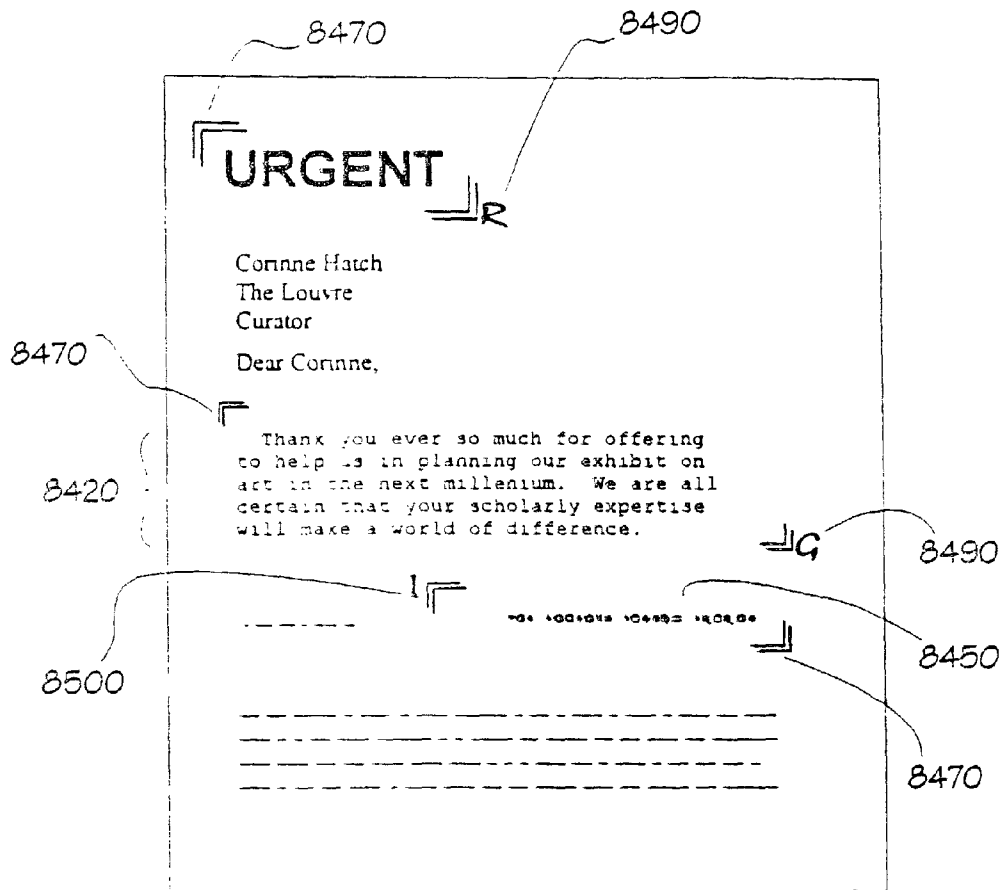 8470 8490
URGENT
R
Corinne Hatch
The Louvre
Curator
8470
Dear Corinne,
Thank you ever so much for offering
to help us in planning our exhibit on
8420
art in the next millenium. We are all
certain that your scholarly expertise
will make a world of difference.
G
8490
1
8500
8450
8470